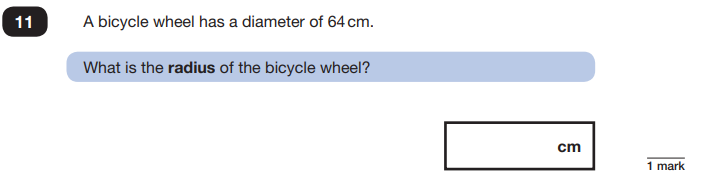 11 A bicycle wheel has a diameter of 64 cm.
What is the radius of the bicycle wheel?
cm
1 mark